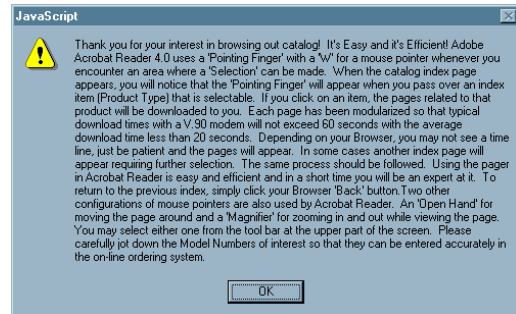 JavaScript
Thank you for your interest in browsing out catalog!  It's Easy and it's Efficient! Adobe
Acrobat Reader 4.0 uses a 'Pointing Finger' with a 'W' for a mouse pointer whenever you
encounter an area where a 'Selection' can be made.  When the catalog index page
appears, you will notice that the 'Pointing Finger' will appear when you pass over an index
item (Product Type) that is selectable.  If you click on an item, the pages related to that
product will be downloaded to you.  Each page has been modularized so that typical
download times with a V.90 modem will not exceed 60 seconds with the average
download time less than 20 seconds.  Depending on your Browser, you may not see a time
line, just be patient and the pages will appear.  In some cases another index page will
appear requiring further selection.  The same process should be followed.  Using the pager
in Acrobat Reader is easy and efficient and in a short time you will be an expert at it.  To
return to the previous index, simply click your Browser 'Back' button.Two other
configurations of mouse pointers are also used by Acrobat Reader.  An 'Open Hand' for
moving the page around and a 'Magnifier' for zooming in and out while viewing the page.
You may select either one from the tool bar at the upper part of the screen.  Please
carefully jot down the Model Numbers of interest so that they can be entered accurately in
the on-line ordering system.
OK